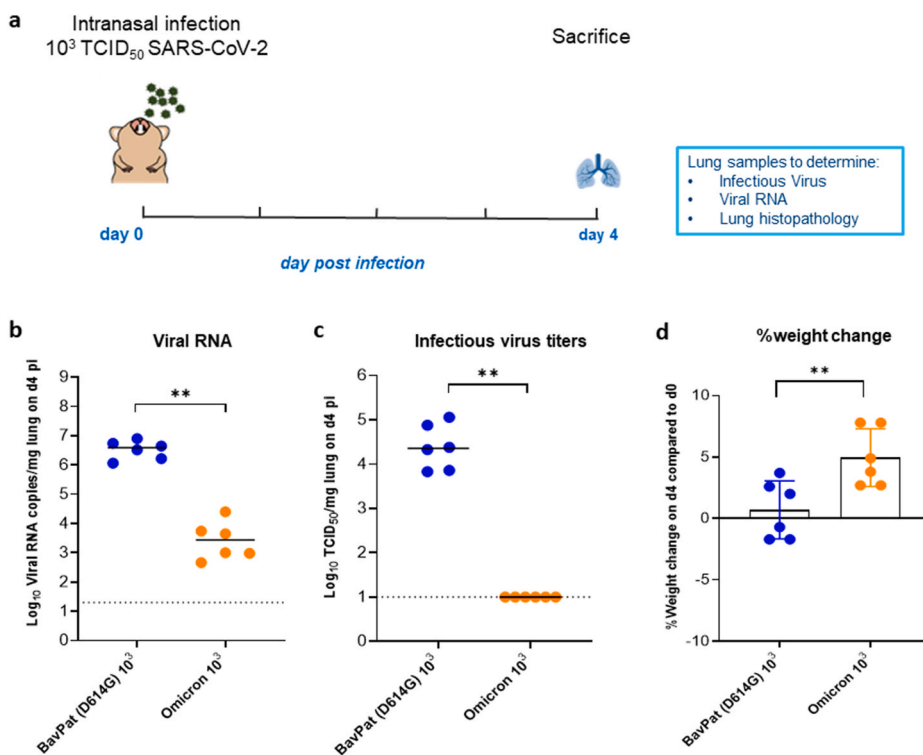 a
Intranasal infection
10³ TCID₅₀ SARS-CoV-2
Sacrifice
Lung samples to determine:
• Infectious Virus
• Viral RNA
• Lung histopathology
day 0
day 4
day post infection
b
Viral RNA
Log₁₀ Viral RNA copies/mg lung on d4 pi
9
8
7
6
5
4
3
2
1
0
**
BavPat (D614G) 10³
Omicron 10³
c
Infectious virus titers
Log₁₀ TCID₅₀/mg lung on d4 pi
6
5
4
3
2
1
0
**
BavPat (D614G) 10³
Omicron 10³
d
%weight change
%Weight change on d4 compared to d0
10
5
0
-5
-10
**
BavPat (D614G) 10³
Omicron 10³